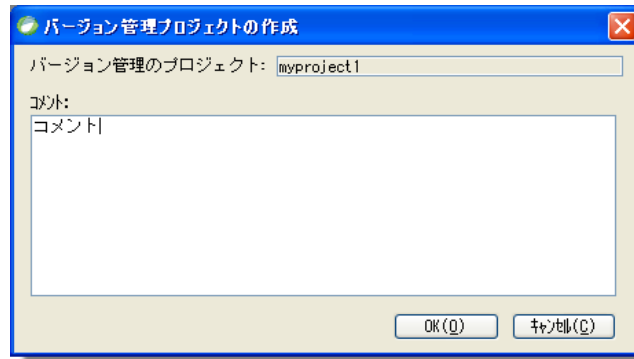 バージョン管理プロジェクトの作成
バージョン管理のプロジェクト: myproject1
ｺﾒﾝﾄ:
コメント
OK(O) ｷｬﾝｾﾙ(C)